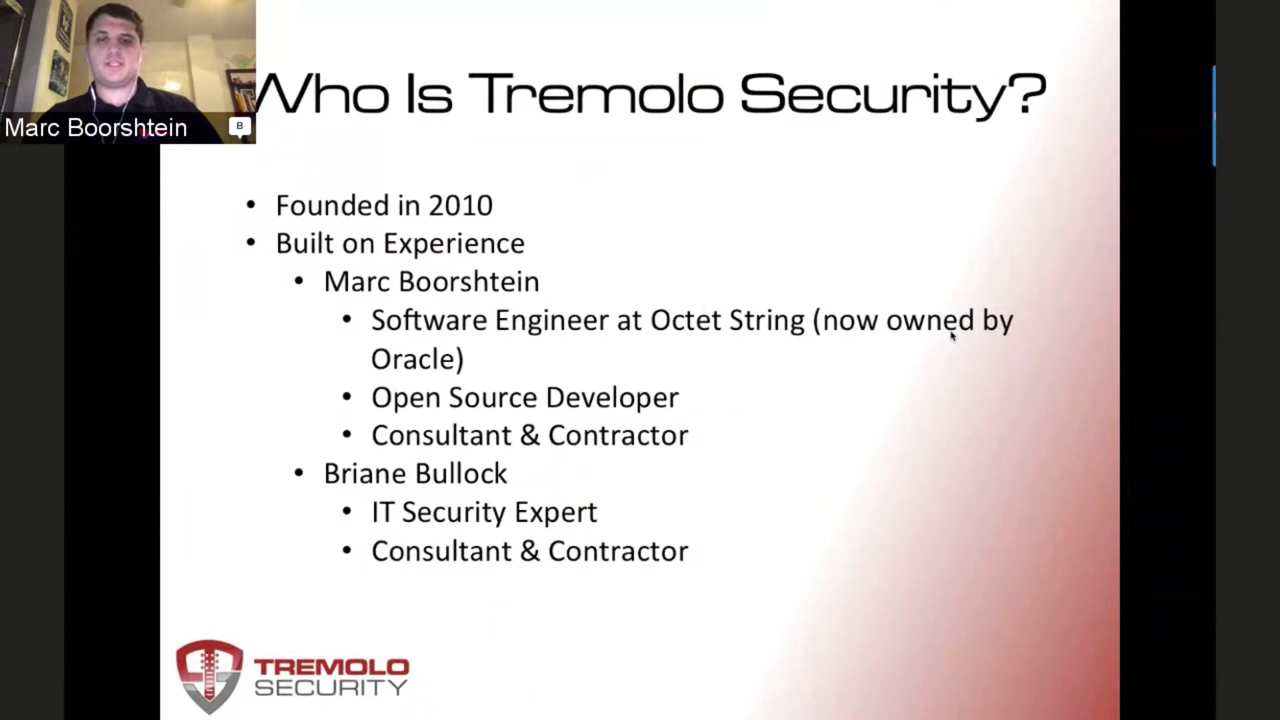 Marc Boorshtein
B
Who Is Tremolo Security?
• Founded in 2010
• Built on Experience
• Marc Boorshtein
• Software Engineer at Octet String (now owned by
Oracle)
• Open Source Developer
• Consultant & Contractor
• Briane Bullock
• IT Security Expert
• Consultant & Contractor
TREMOLO
SECURITY